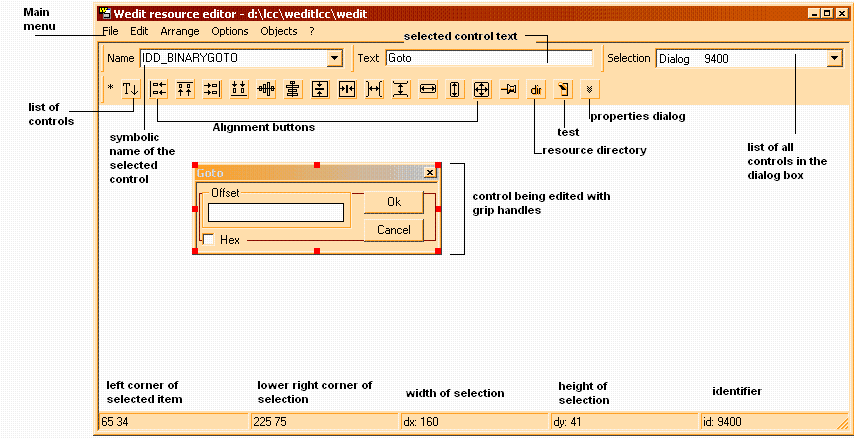 Wedit resource editor - d:\lcc\weditlcc\wedit
Main
menu
File Edit Arrange Options Objects ?
selected control text
Name IDD_BINARYGOTO Text Goto Selection Dialog 9400
* T↓ dir
list of
controls
Alignment buttons
properties dialog
test
resource directory
symbolic
name of the
selected
control
list of all
controls in the
dialog box
Goto
Offset
Ok
Cancel
Hex
control being edited with
grip handles
left corner of
selected item
lower right corner of
selection
width of selection
height of
selection
identifier
65 34 225 75 dx: 160 dy: 41 id: 9400